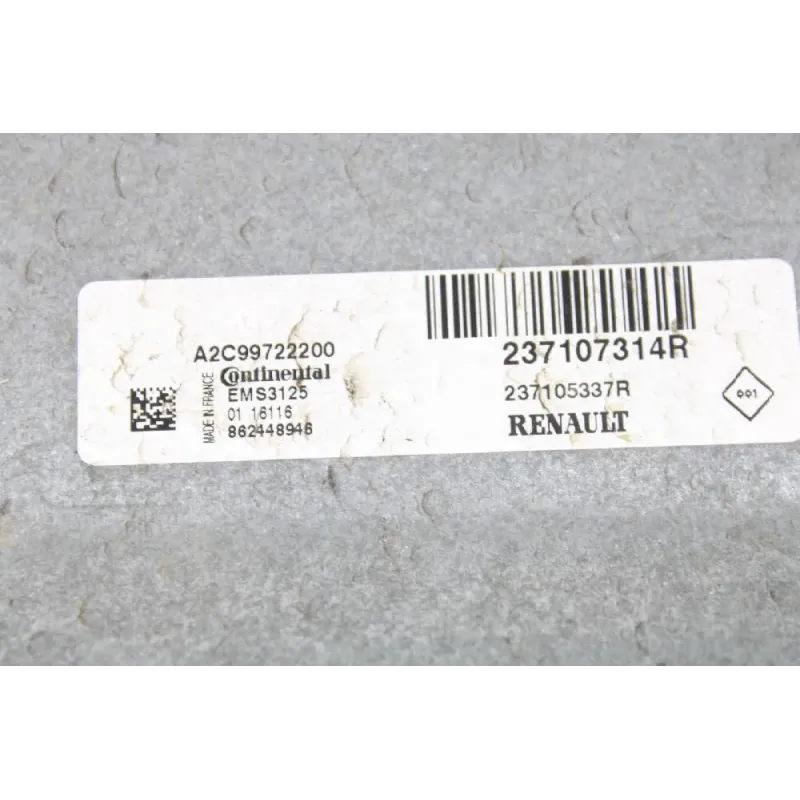 A2C99722200
Continental
EMS3125
01 16116
862448946
MADE IN FRANCE
237107314R
237105337R
RENAULT
001